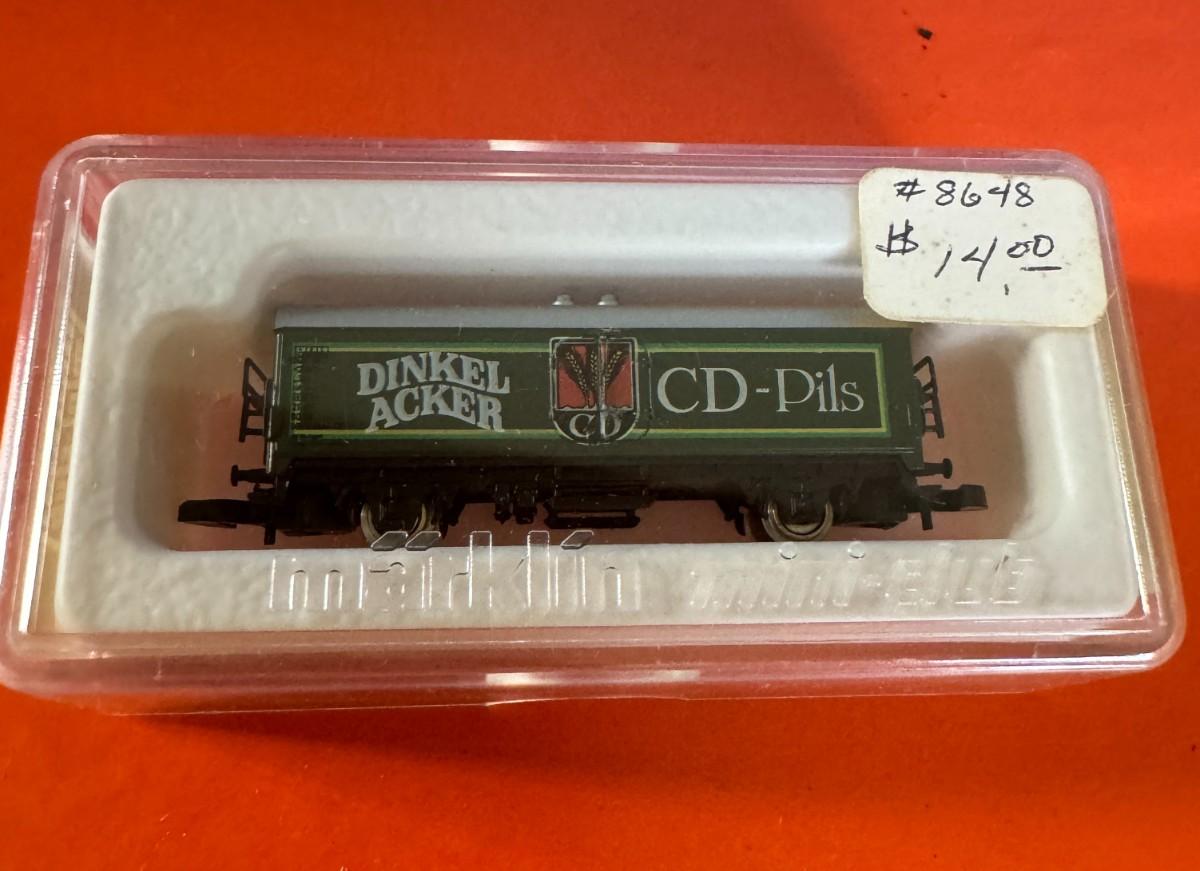 #8648
$ 14.00
DINKEL
ACKER
CD
CD-Pils
märklin mini-club